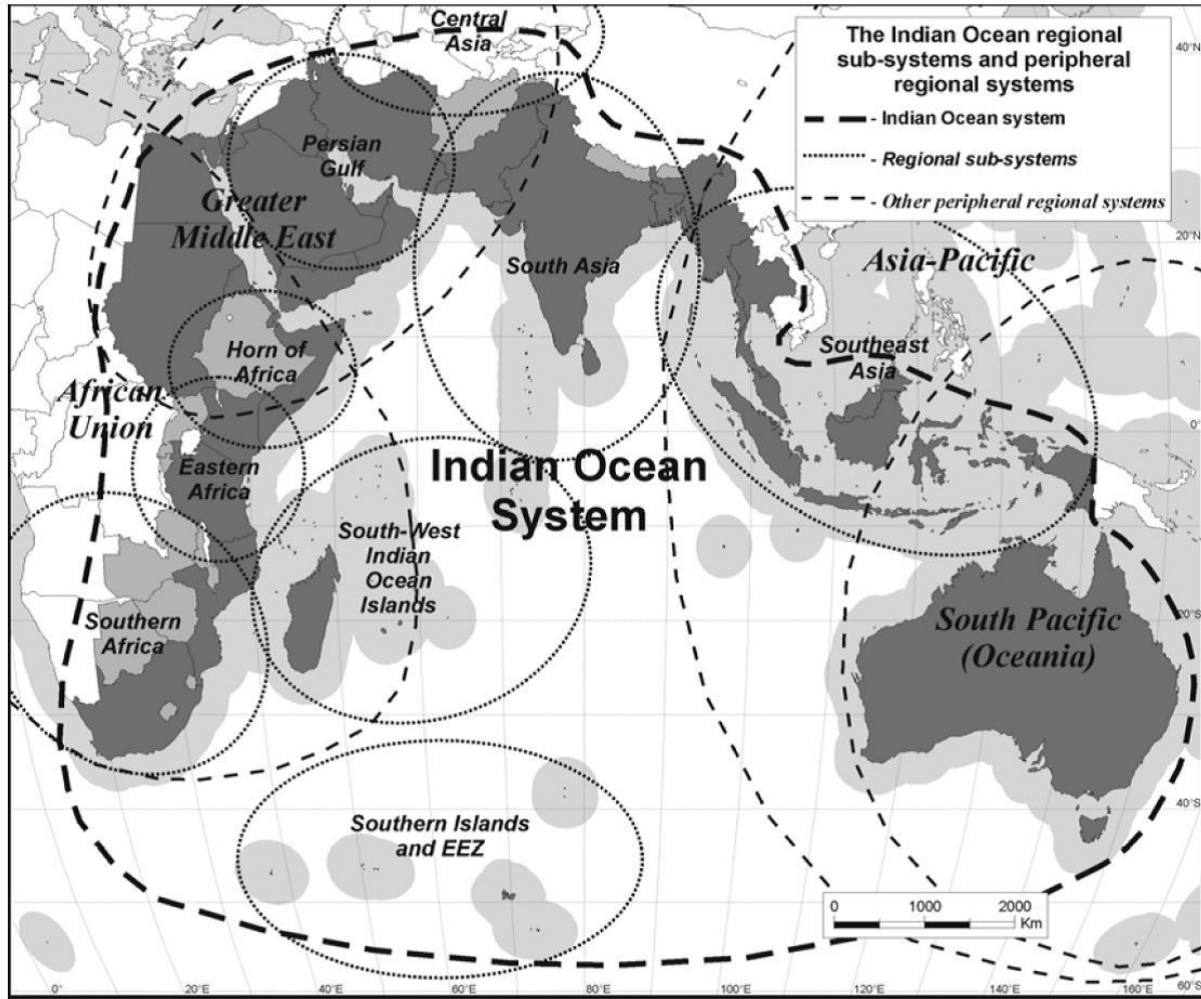 The Indian Ocean regional
sub-systems and peripheral
regional systems
- Indian Ocean system
- Regional sub-systems
- Other peripheral regional systems
Central
Asia
40°N
Persian
Gulf
Greater
Middle East
South Asia
20°N
Asia-Pacific
Horn of
Africa
Southeast
Asia
African
Union
0°
Eastern
Africa
Indian Ocean
System
South-West
Indian
Ocean
Islands
Southern
Africa
20°S
South Pacific
(Oceania)
40°S
Southern Islands
and EEZ
0 1000 2000
Km
0° 20°E 40°E 60°E 80°E 100°E 120°E 140°E 160°E 60°S